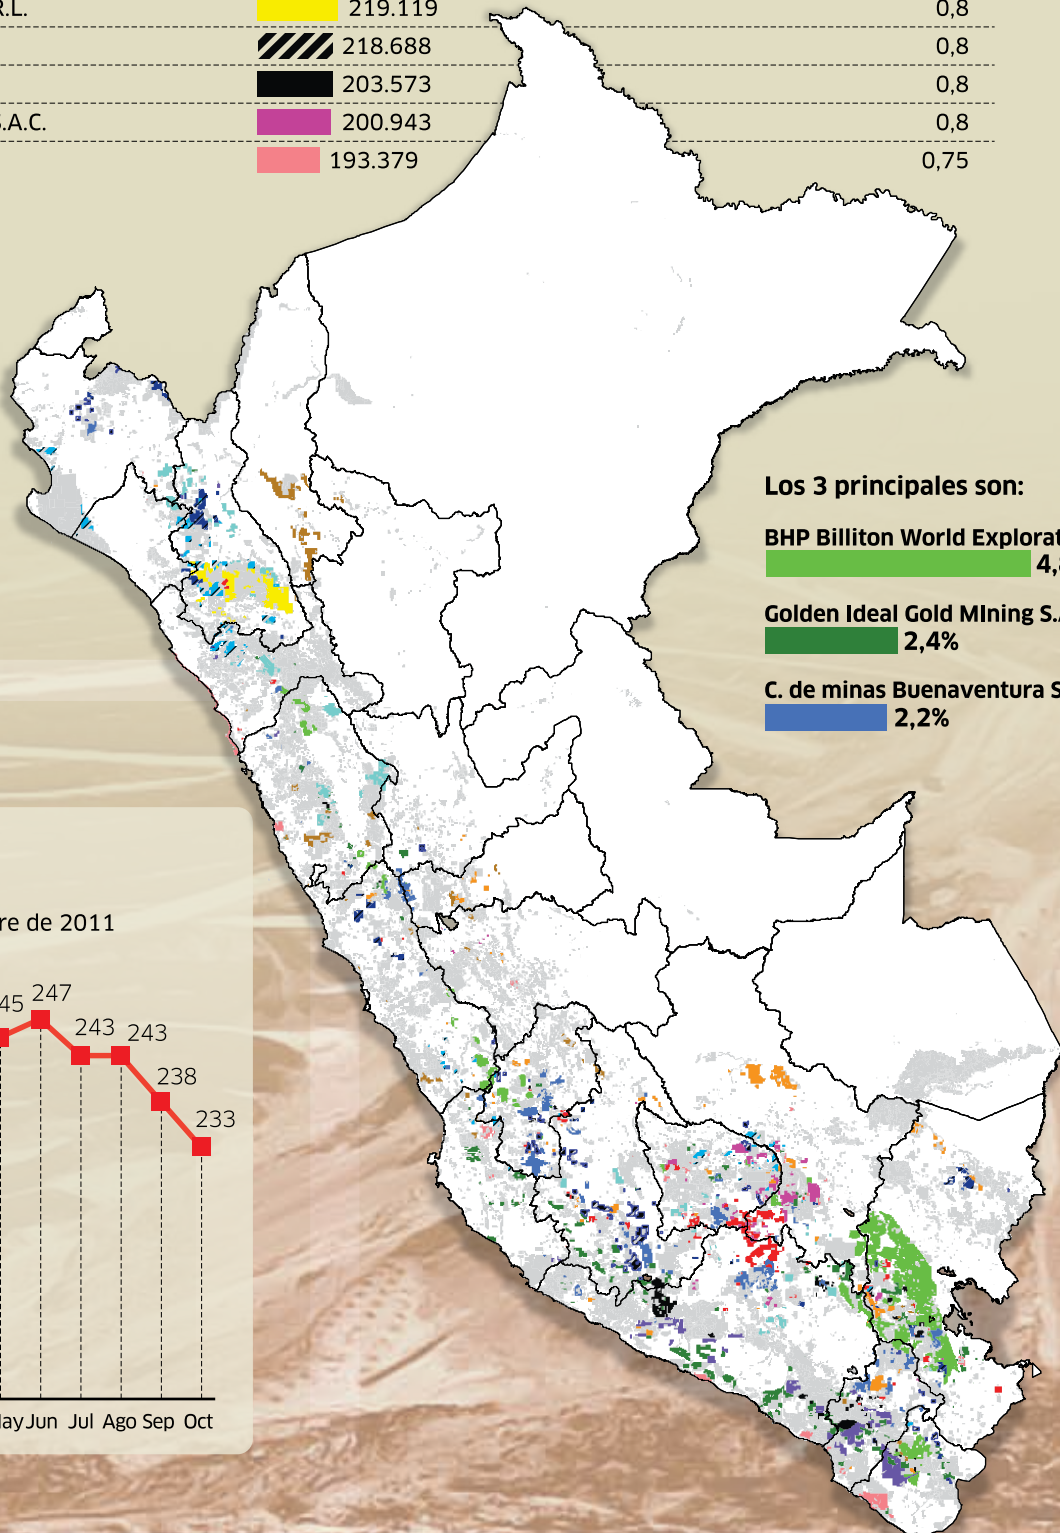 R.L. 219.119 0,8
218.688 0,8
203.573 0,8
S.A.C. 200.943 0,8
193.379 0,75
Los 3 principales son:
BHP Billiton World Explorat
4,
Golden Ideal Gold MIning S.A
2,4%
C. de minas Buenaventura S
2,2%
re de 2011
45 247
243 243
238
233
ay Jun Jul Ago Sep Oct